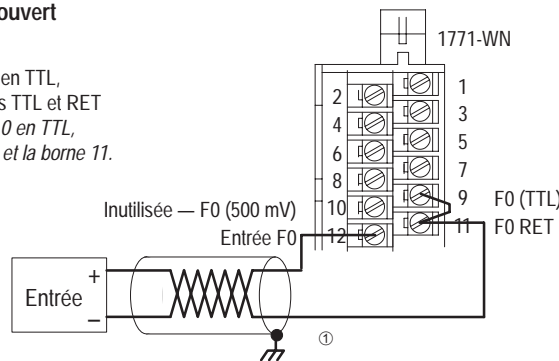 ouvert
en TTL,
s TTL et RET
0 en TTL,
et la borne 11.
1771-WN
1
2
3
4
5
6
7
8
Inutilisée — F0 (500 mV) 10
9 F0 (TTL)
Entrée F0 12
11 F0 RET
+
Entrée
–
①